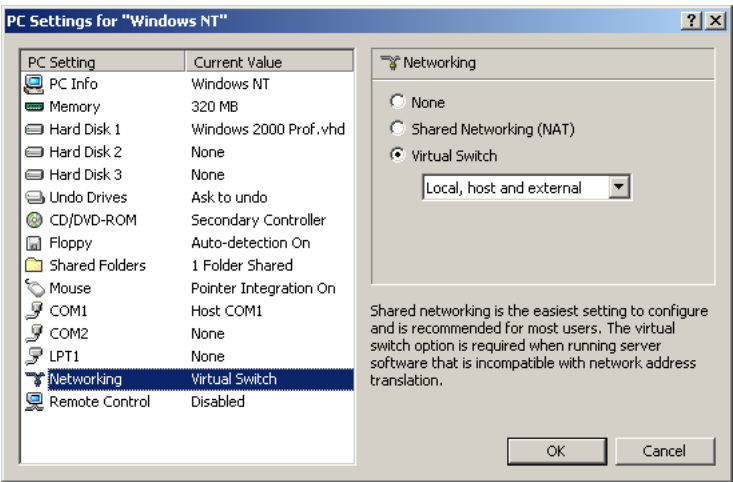 PC Settings for "Windows NT"
PC Setting Current Value
PC Info Windows NT
Memory 320 MB
Hard Disk 1 Windows 2000 Prof.vhd
Hard Disk 2 None
Hard Disk 3 None
Undo Drives Ask to undo
CD/DVD-ROM Secondary Controller
Floppy Auto-detection On
Shared Folders 1 Folder Shared
Mouse Pointer Integration On
COM1 Host COM1
COM2 None
LPT1 None
Networking Virtual Switch
Remote Control Disabled
Networking
None
Shared Networking (NAT)
Virtual Switch
Local, host and external
Shared networking is the easiest setting to configure
and is recommended for most users. The virtual
switch option is required when running server
software that is incompatible with network address
translation.
OK Cancel